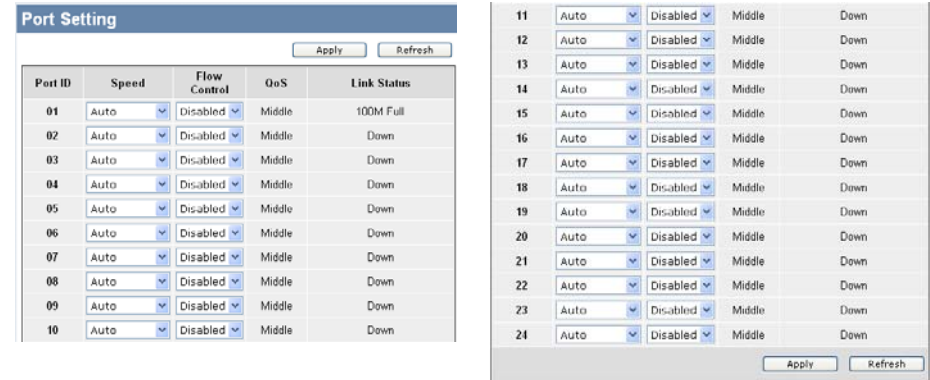 Port Setting
Apply Refresh
Port ID Speed Flow Control QoS Link Status
01 Auto Disabled Middle 100M Full
02 Auto Disabled Middle Down
03 Auto Disabled Middle Down
04 Auto Disabled Middle Down
05 Auto Disabled Middle Down
06 Auto Disabled Middle Down
07 Auto Disabled Middle Down
08 Auto Disabled Middle Down
09 Auto Disabled Middle Down
10 Auto Disabled Middle Down
11 Auto Disabled Middle Down
12 Auto Disabled Middle Down
13 Auto Disabled Middle Down
14 Auto Disabled Middle Down
15 Auto Disabled Middle Down
16 Auto Disabled Middle Down
17 Auto Disabled Middle Down
18 Auto Disabled Middle Down
19 Auto Disabled Middle Down
20 Auto Disabled Middle Down
21 Auto Disabled Middle Down
22 Auto Disabled Middle Down
23 Auto Disabled Middle Down
24 Auto Disabled Middle Down
Apply Refresh